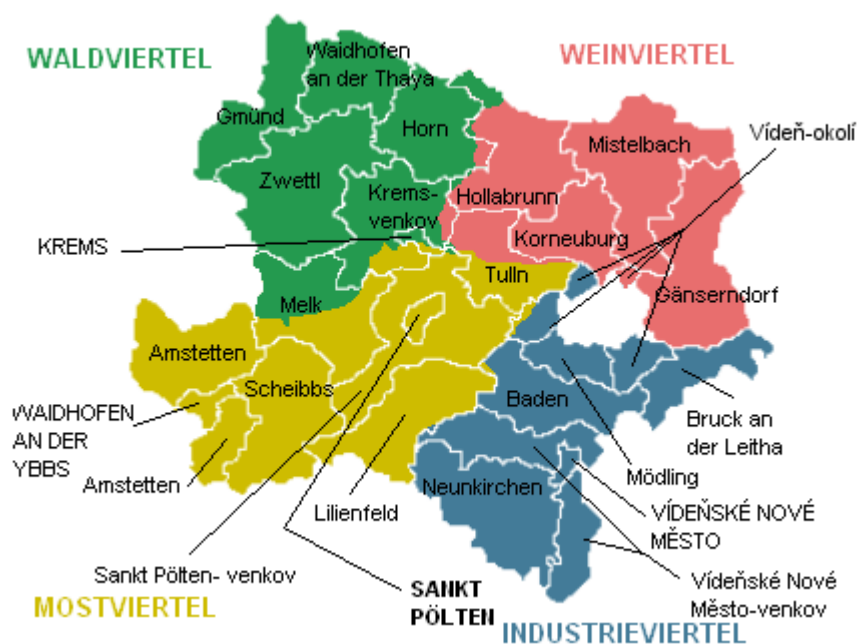 WALDVIERTEL
Waidhofen
an der Thaya
WEINVIERTEL
Gmünd
Horn
Mistelbach
Vídeň-okolí
Zwettl
Krems-
venkov
Hollabrunn
KREMS
Korneuburg
Tulln
Melk
Gänserndorf
Amstetten
Scheibbs
Baden
WAIDHOFEN
AN DER
YBBS
Bruck an
der Leitha
Amstetten
Mödling
Neunkirchen
Lilienfeld
VÍDEŇSKÉ NOVÉ
MĚSTO
Sankt Pölten- venkov
SANKT
PÖLTEN
Vídeňské Nové
Město-venkov
MOSTVIERTEL
INDUSTRIEVIERTEL